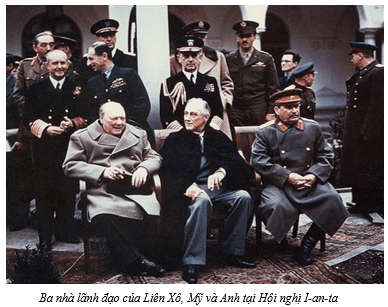 Ba nhà lãnh đạo của Liên Xô, Mỹ và Anh tại Hội nghị I-an-ta